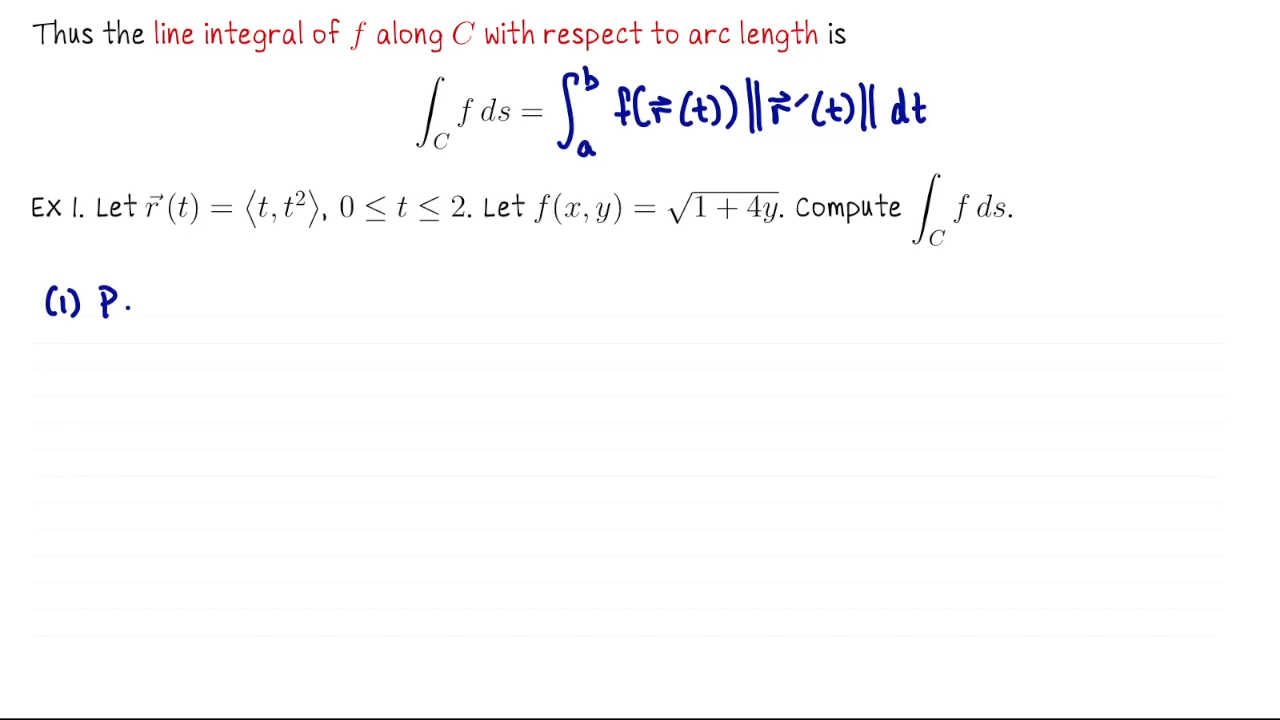 Thus the line integral of f along C with respect to arc length is
∫_C f ds = ∫_a^b f(r⃗(t)) ‖r⃗′(t)‖ dt
Ex 1. Let r⃗(t) = ⟨t, t²⟩, 0 ≤ t ≤ 2. Let f(x, y) = √(1 + 4y). Compute ∫_C f ds.
(1) P.